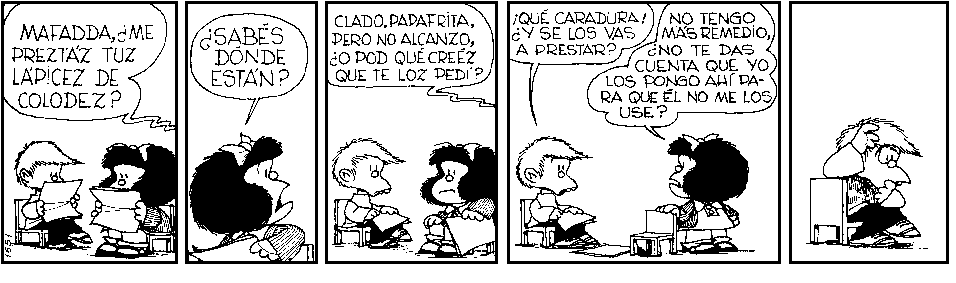 MAFADDA, ¿ME
PREZTÁZ TUZ
LÁPICEZ DE
COLODEZ?
¿SABÉS
DÓNDE
ESTÁN?
CLADO, PAPAFRITA,
PERO NO ALCANZO,
¿O POD QUÉ CREÉZ
QUE TE LOZ PEDÍ?
¡QUÉ CARADURA!
¿Y SE LOS VAS
A PRESTAR?
NO TENGO
MÁS REMEDIO,
¿NO TE DAS
CUENTA QUE YO
LOS PONGO AHÍ PA-
RA QUE ÉL NO ME LOS
USE?
1551